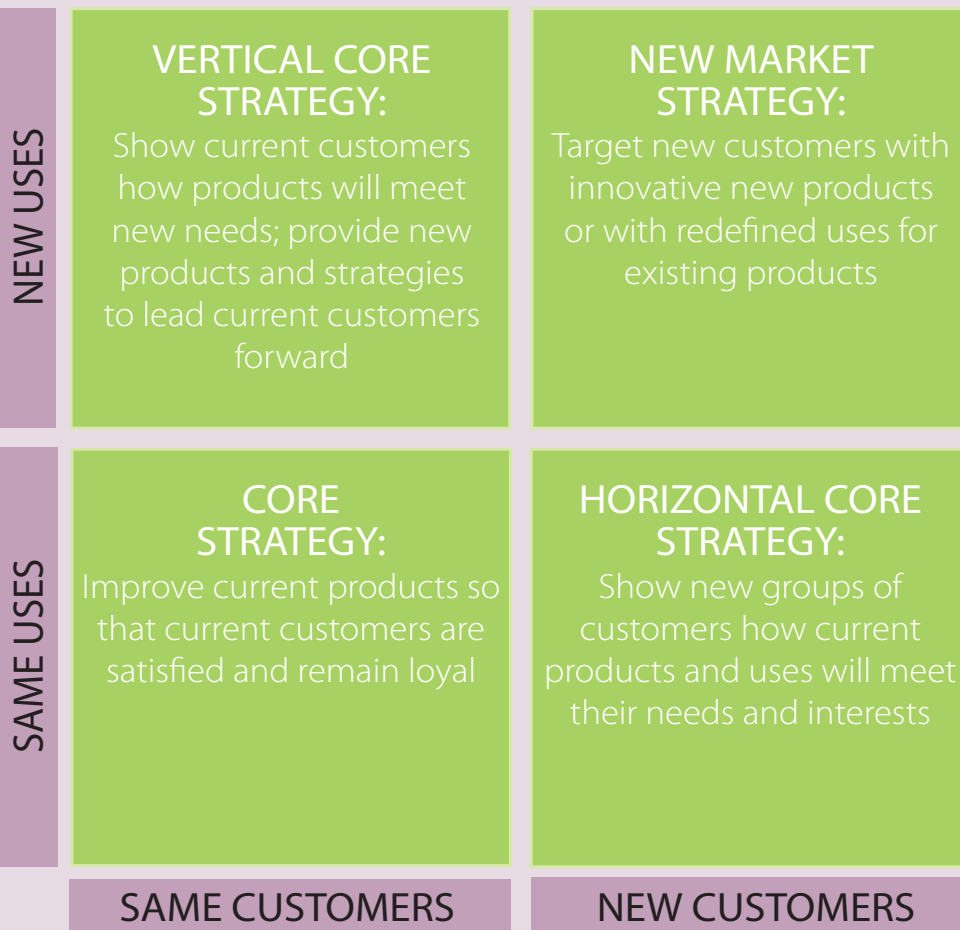 NEW USES
VERTICAL CORE
STRATEGY:
Show current customers
how products will meet
new needs; provide new
products and strategies
to lead current customers
forward
NEW MARKET
STRATEGY:
Target new customers with
innovative new products
or with redefined uses for
existing products
SAME USES
CORE
STRATEGY:
Improve current products so
that current customers are
satisfied and remain loyal
HORIZONTAL CORE
STRATEGY:
Show new groups of
customers how current
products and uses will meet
their needs and interests
SAME CUSTOMERS
NEW CUSTOMERS